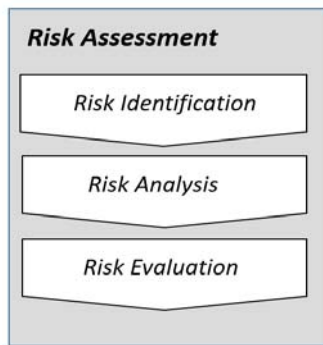 Risk Assessment
Risk Identification
Risk Analysis
Risk Evaluation